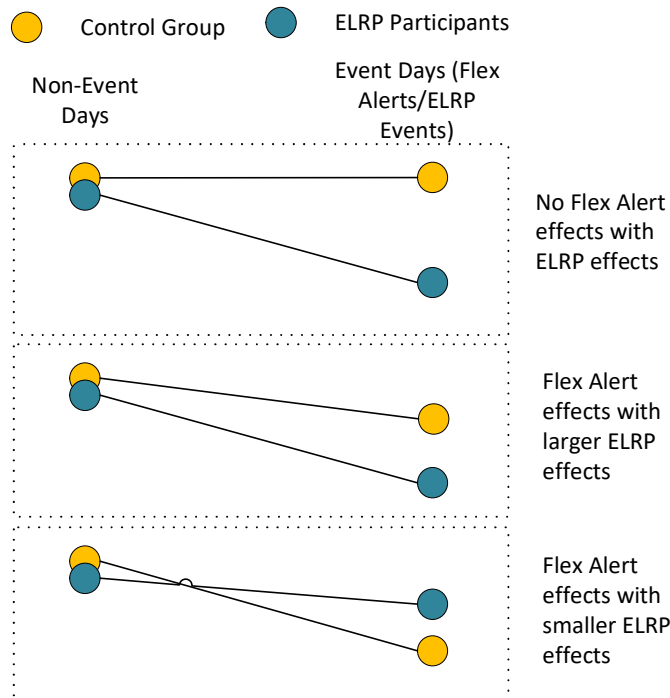 Control Group
ELRP Participants
Non-Event
Days
Event Days (Flex
Alerts/ELRP
Events)
No Flex Alert
effects with
ELRP effects
Flex Alert
effects with
larger ELRP
effects
Flex Alert
effects with
smaller ELRP
effects